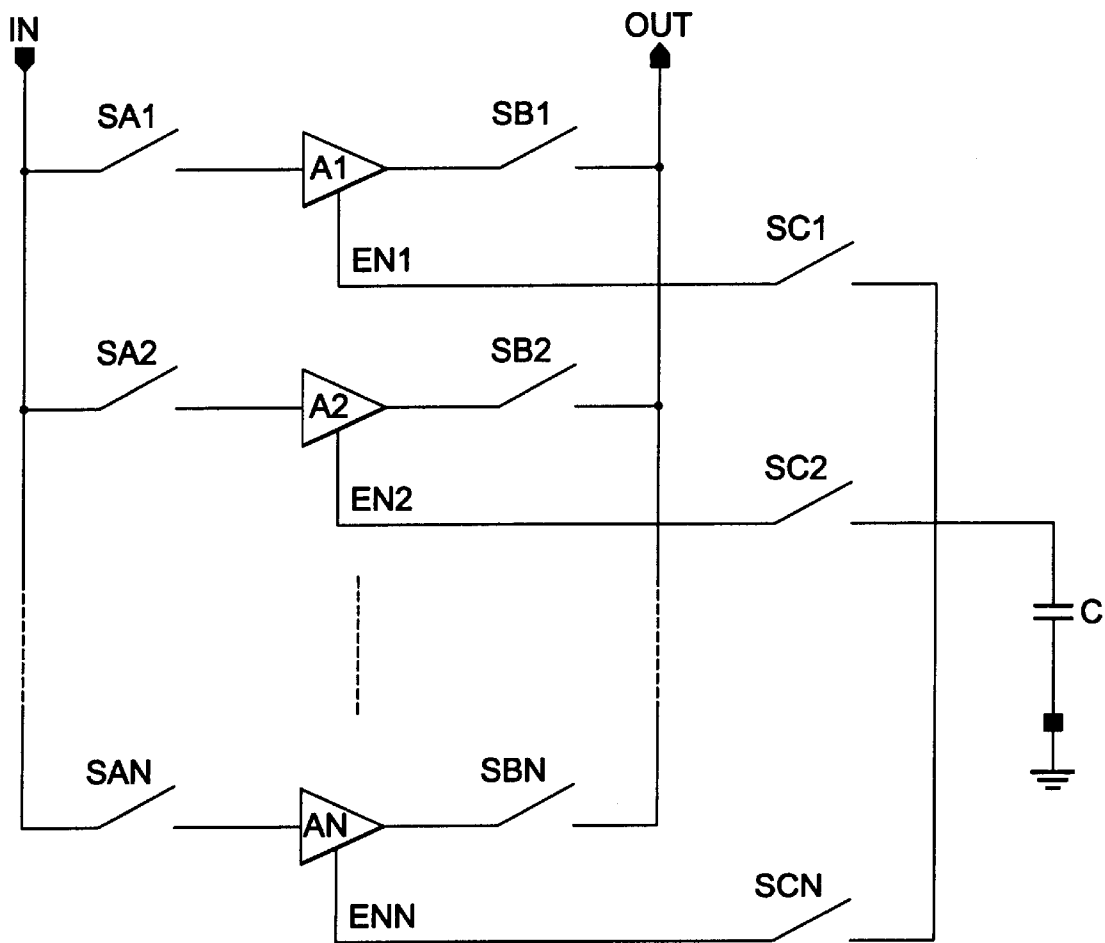 IN
OUT
SA1
SB1
A1
EN1
SC1
SA2
SB2
A2
EN2
SC2
C
SAN
SBN
AN
ENN
SCN